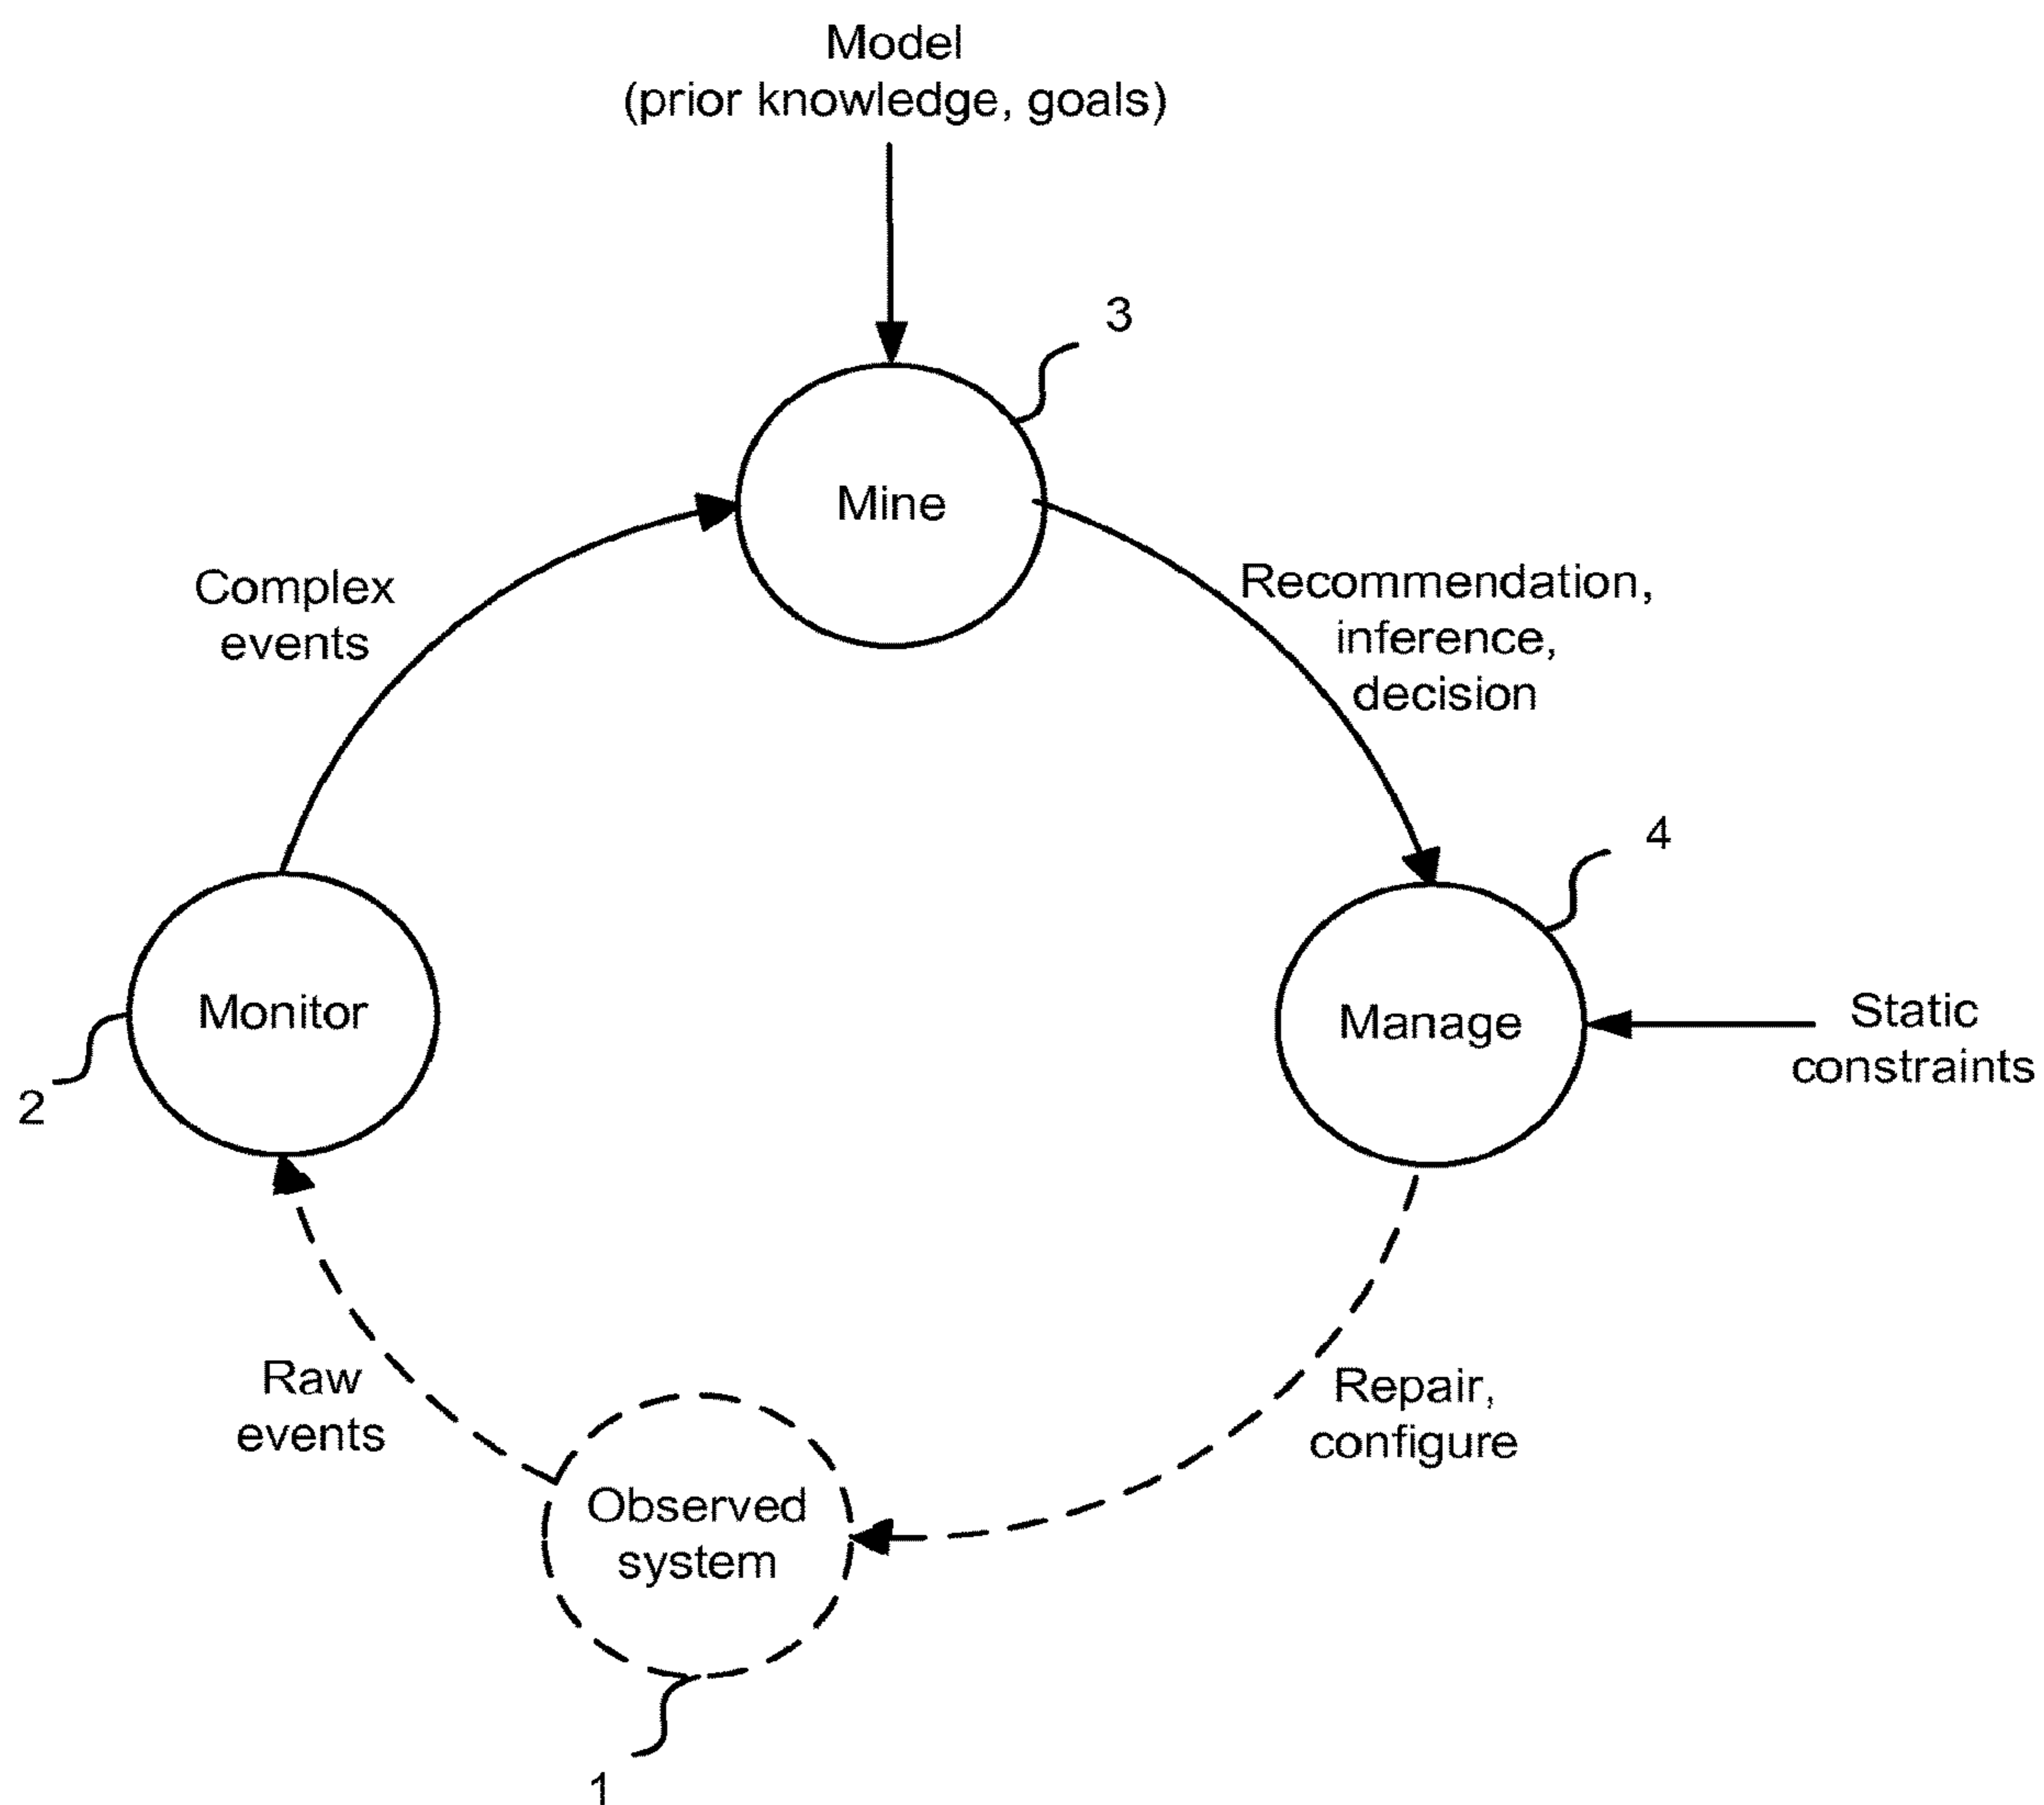 Model
(prior knowledge, goals)
3
Mine
Complex
events
Recommendation,
inference,
decision
4
Monitor
Manage
Static
constraints
2
Raw
events
Repair,
configure
Observed
system
1